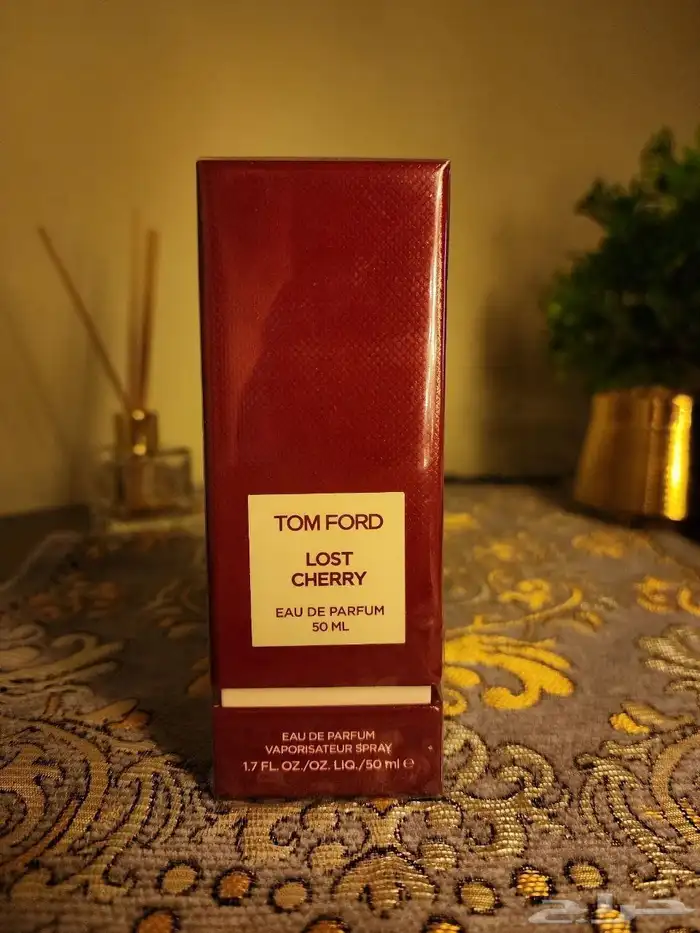 TOM FORD
LOST
CHERRY
EAU DE PARFUM
50 ML
EAU DE PARFUM
VAPORISATEUR SPRAY
1.7 FL. OZ./OZ. LIQ./50 ml ℮
حراج